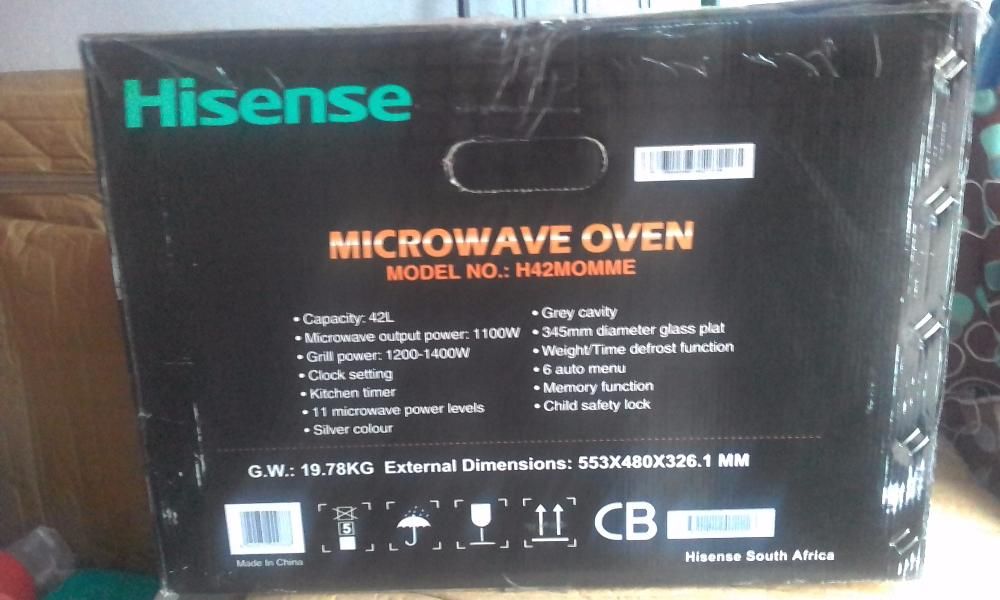 Hisense
MICROWAVE OVEN
MODEL NO.: H42MOMME
• Capacity: 42L
• Microwave output power: 1100W
• Grill power: 1200-1400W
• Clock setting
• Kitchen timer
• 11 microwave power levels
• Silver colour
• Grey cavity
• 345mm diameter glass plat
• Weight/Time defrost function
• 6 auto menu
• Memory function
• Child safety lock
G.W.: 19.78KG External Dimensions: 553X480X326.1 MM
5
CB
Made In China
Hisense South Africa